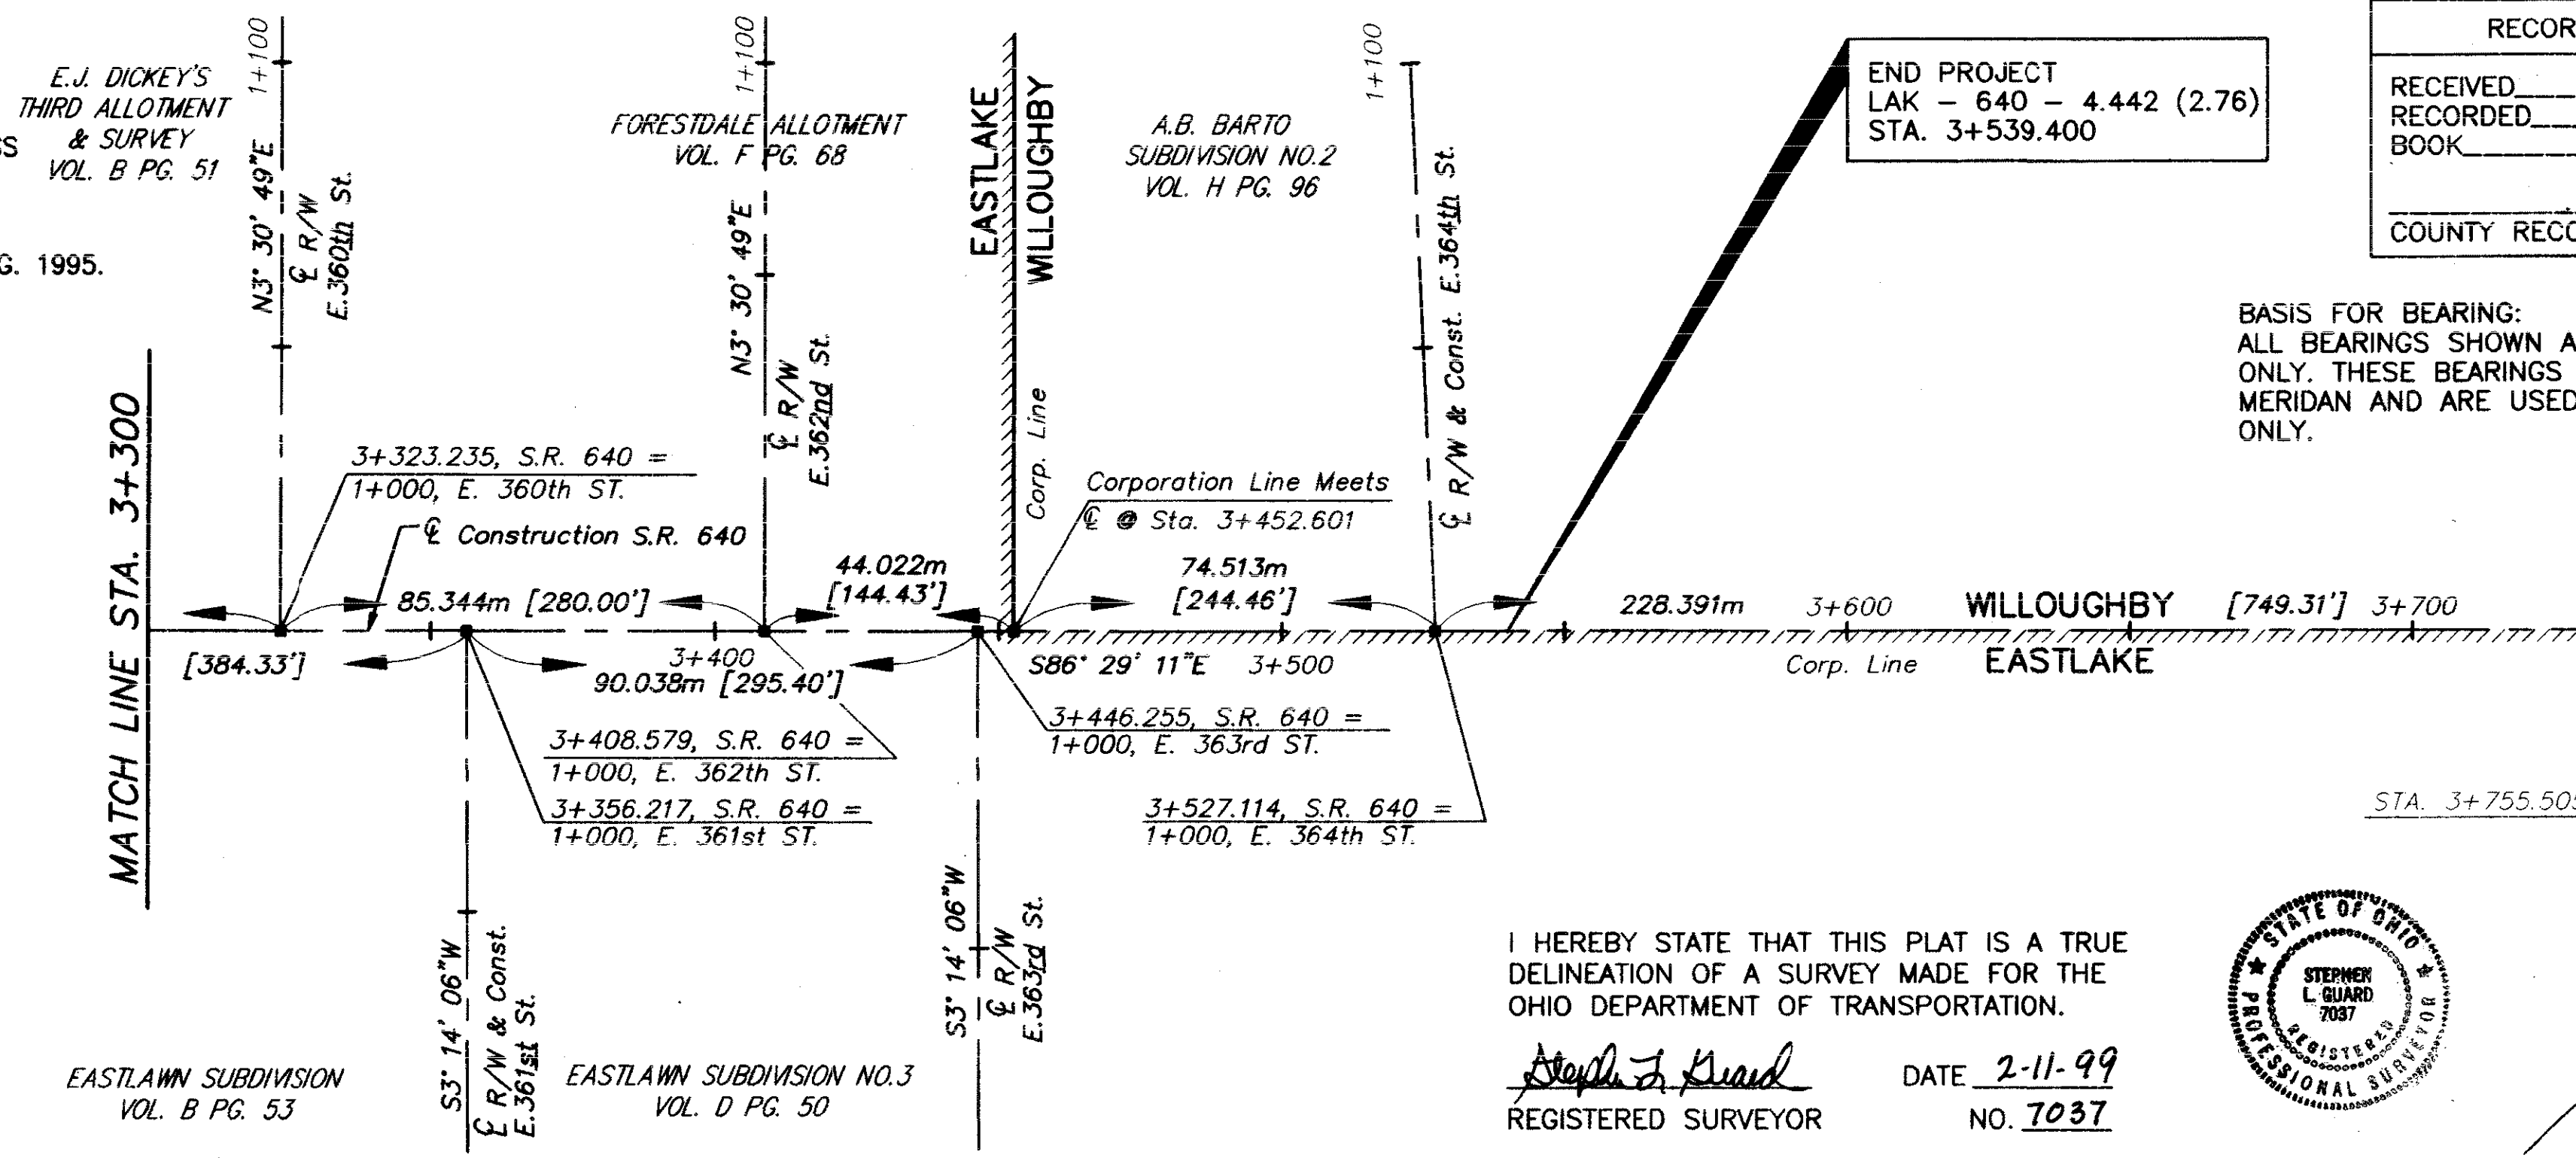 E.J. DICKEY'S
THIRD ALLOTMENT
& SURVEY
VOL. B PG. 51
G. 1995.
1+100
N3° 30' 49"E
℄ R/W
E.360th St.
FORESTDALE ALLOTMENT
VOL. F PG. 68
1+100
N3° 30' 49"E
℄ R/W
E.362nd St.
EASTLAKE
WILLOUGHBY
Corp. Line
A.B. BARTO
SUBDIVISION NO.2
VOL. H PG. 96
1+100
℄ R/W & Const. E.364th St.
END PROJECT
LAK - 640 - 4.442 (2.76)
STA. 3+539.400
RECOR
RECEIVED
RECORDED
BOOK
COUNTY RECO
BASIS FOR BEARING:
ALL BEARINGS SHOWN A
ONLY. THESE BEARINGS
MERIDAN AND ARE USED
ONLY.
MATCH LINE STA. 3+300
3+323.235, S.R. 640 =
1+000, E. 360th ST.
℄ Construction S.R. 640
Corporation Line Meets
℄ @ Sta. 3+452.601
85.344m [280.00']
44.022m
[144.43']
74.513m
[244.46']
228.391m
3+600
WILLOUGHBY
[749.31']
3+700
[384.33']
3+400
90.038m [295.40']
S86° 29' 11"E
3+500
Corp. Line
EASTLAKE
3+408.579, S.R. 640 =
1+000, E. 362th ST.
3+356.217, S.R. 640 =
1+000, E. 361st ST.
3+446.255, S.R. 640 =
1+000, E. 363rd ST.
3+527.114, S.R. 640 =
1+000, E. 364th ST.
STA. 3+755.505
S3° 14' 06"W
℄ R/W & Const.
E.361st St.
S3° 14' 06"W
℄ R/W
E.363rd St.
EASTLAWN SUBDIVISION
VOL. B PG. 53
EASTLAWN SUBDIVISION NO.3
VOL. D PG. 50
I HEREBY STATE THAT THIS PLAT IS A TRUE
DELINEATION OF A SURVEY MADE FOR THE
OHIO DEPARTMENT OF TRANSPORTATION.
Stephen L Guard
DATE 2-11-99
REGISTERED SURVEYOR
NO. 7037
STATE OF OHIO
STEPHEN
L. GUARD
7037
REGISTERED
PROFESSIONAL SURVEYOR